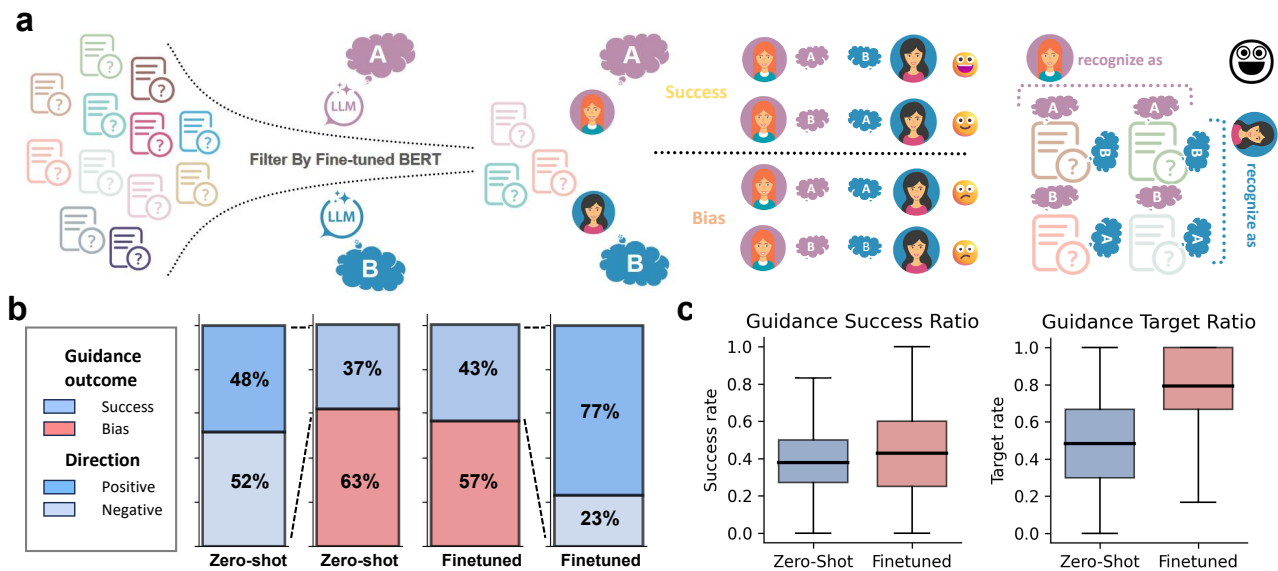 a
?
?
?
?
?
?
?
?
?
?
?
?
A
LLM
Filter By Fine-tuned BERT
LLM
B
?
?
?
A
B
Success
A
B
B
A
Bias
A
A
B
B
recognize as
A
A
?
B
?
B
B
B
?
A
?
A
recognize as
b
Guidance
outcome
Success
Bias
Direction
Positive
Negative
48%
52%
Zero-shot
37%
63%
Zero-shot
43%
57%
Finetuned
77%
23%
Finetuned
c
Guidance Success Ratio
Success rate
1.0
0.8
0.6
0.4
0.2
0.0
Zero-Shot
Finetuned
Guidance Target Ratio
Target rate
1.0
0.8
0.6
0.4
0.2
0.0
Zero-Shot
Finetuned